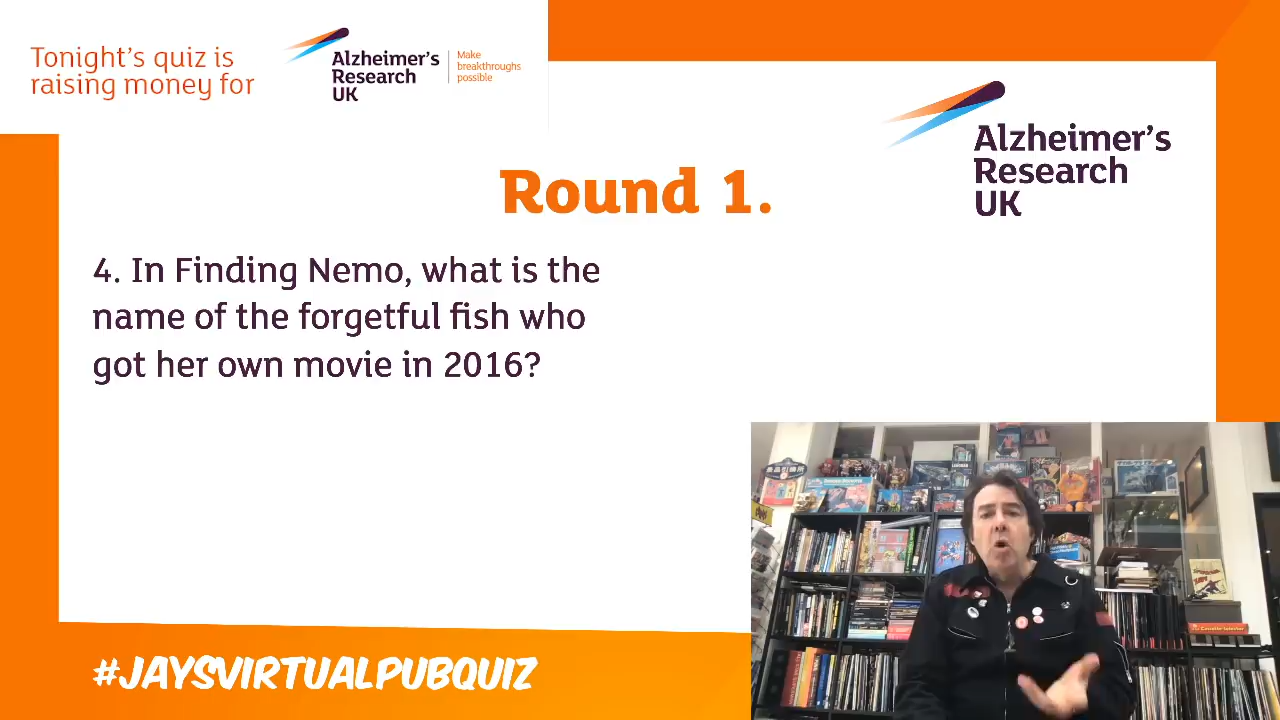 Tonight's quiz is
raising money for
Alzheimer's
Research
UK
Make
breakthroughs
possible
Alzheimer's
Research
UK
Round 1.
4. In Finding Nemo, what is the
name of the forgetful fish who
got her own movie in 2016?
#JAYSVIRTUALPUBQUIZ